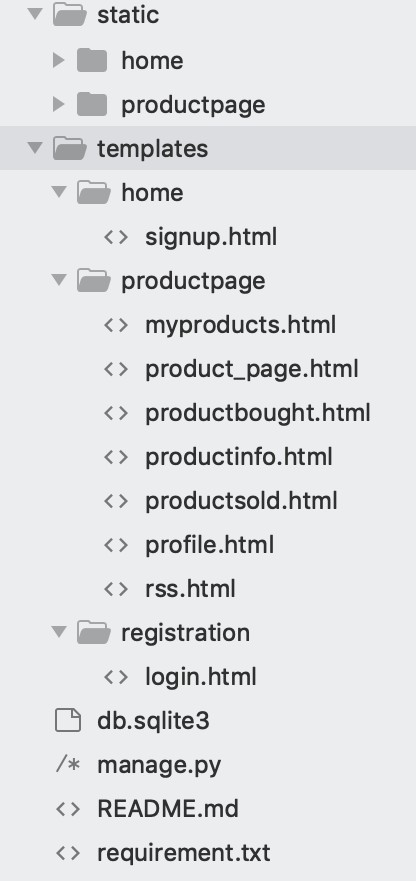 static
home
productpage
templates
home
<> signup.html
productpage
<> myproducts.html
<> product_page.html
<> productbought.html
<> productinfo.html
<> productsold.html
<> profile.html
<> rss.html
registration
<> login.html
db.sqlite3
/* manage.py
<> README.md
<> requirement.txt